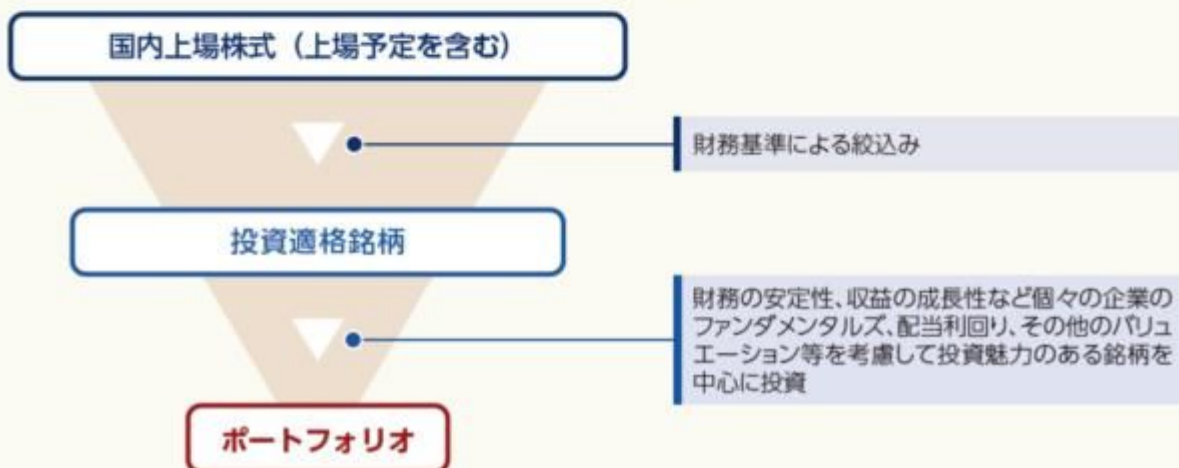 国内上場株式（上場予定を含む）
財務基準による絞込み
投資適格銘柄
財務の安定性、収益の成長性など個々の企業の
ファンダメンタルズ、配当利回り、その他のバリュ
エーション等を考慮して投資魅力のある銘柄を
中心に投資
ポートフォリオ